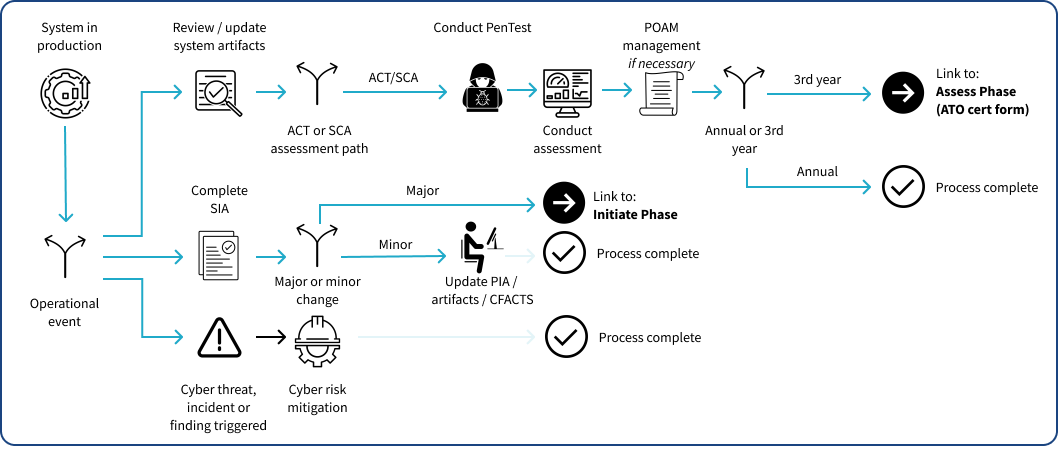 System in
production
Review / update
system artifacts
ACT or SCA
assessment path
ACT/SCA
Conduct PenTest
Conduct
assessment
POAM
management
if necessary
Annual or 3rd
year
3rd year
Link to:
Assess Phase
(ATO cert form)
Annual
Process complete
Operational
event
Complete
SIA
Major or minor
change
Major
Link to:
Initiate Phase
Minor
Update PIA /
artifacts / CFACTS
Process complete
Cyber threat,
incident or
finding triggered
Cyber risk
mitigation
Process complete